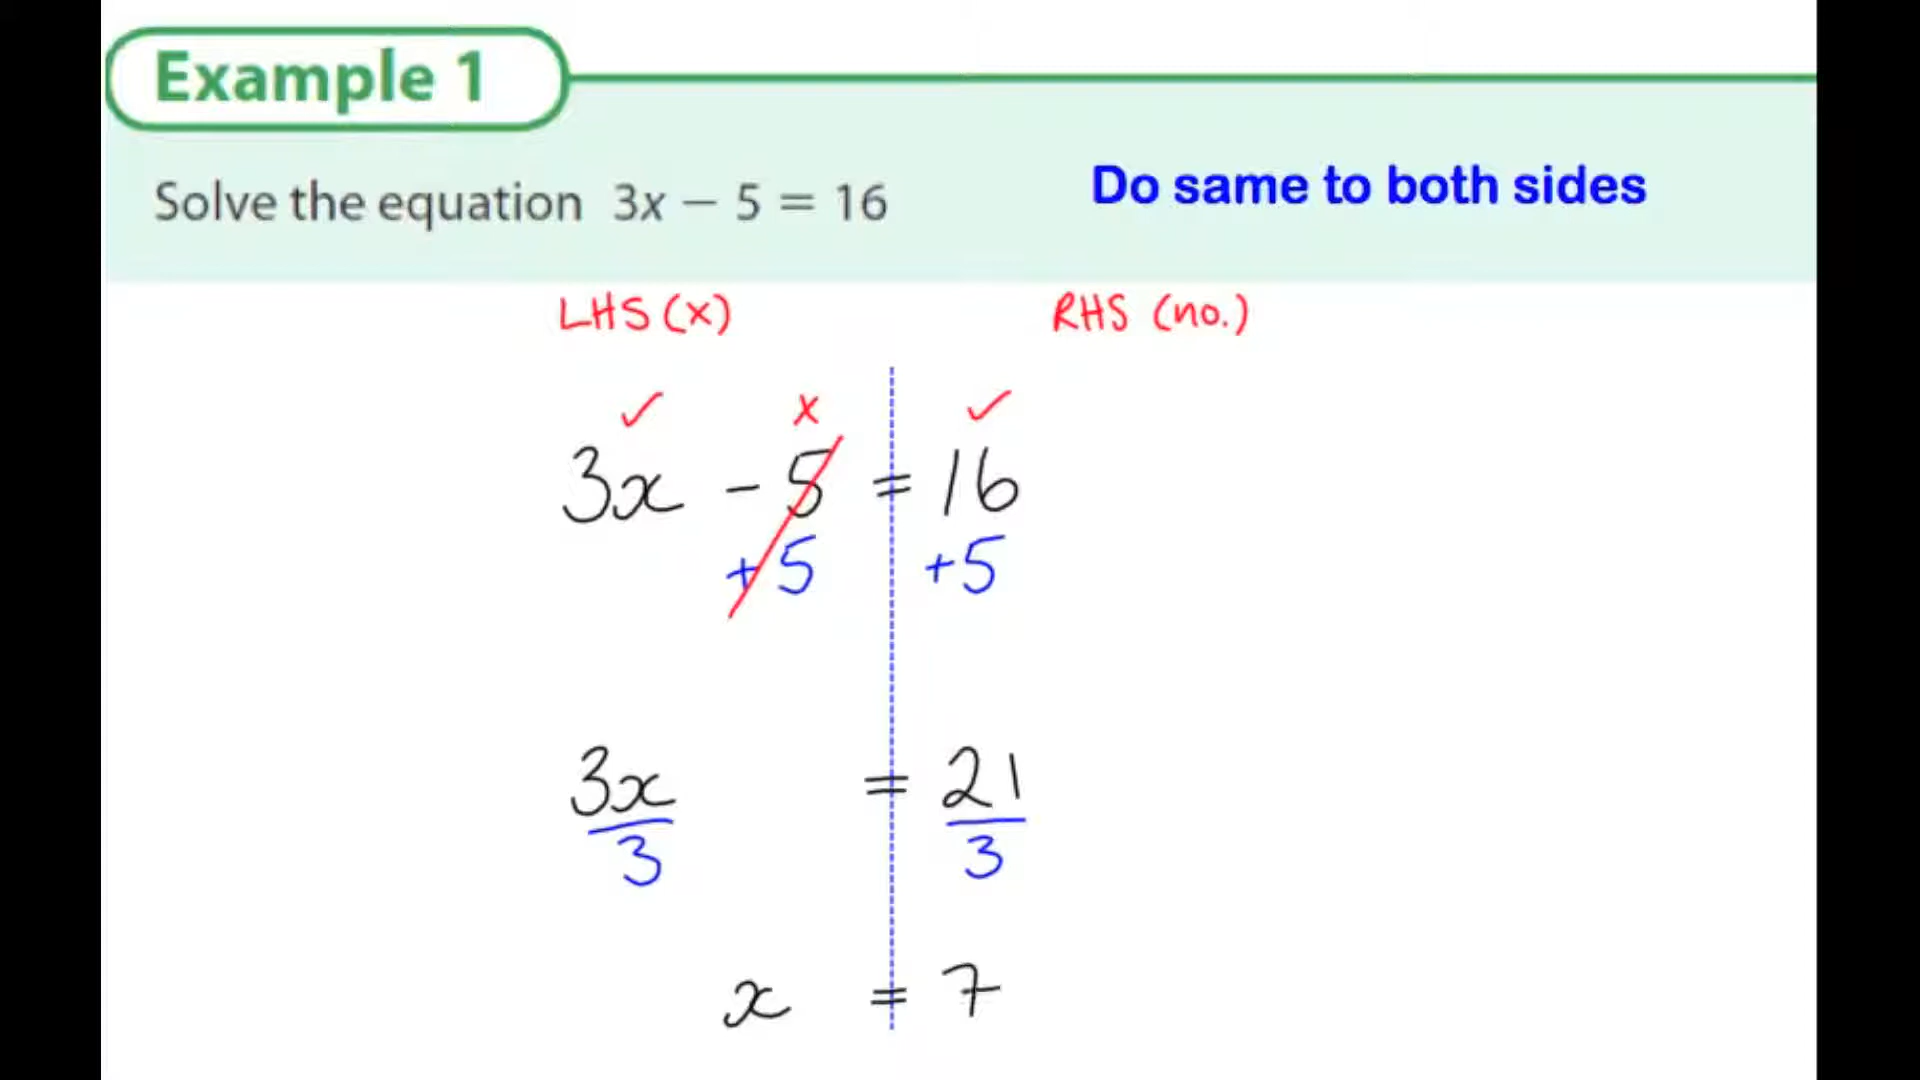 Example 1
Solve the equation 3x − 5 = 16
Do same to both sides
LHS (x) RHS (no.)
✓ x ✓
3x - 5 = 16
+5 +5
3x = 21
3 3
x = 7